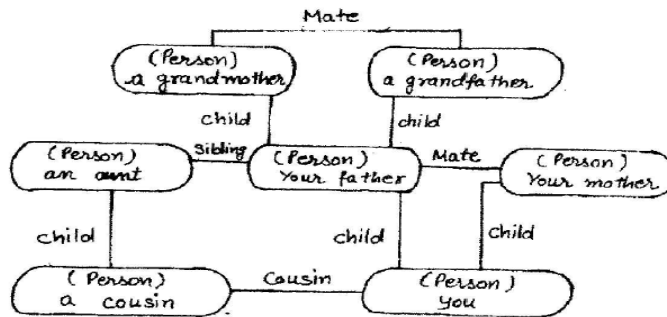 Mate
(Person)
a grandmother
(Person)
a grandfather
child
child
(Person)
an aunt
Sibling
(Person)
Your father
Mate
(Person)
Your mother
child
child
child
(Person)
a cousin
Cousin
(Person)
you